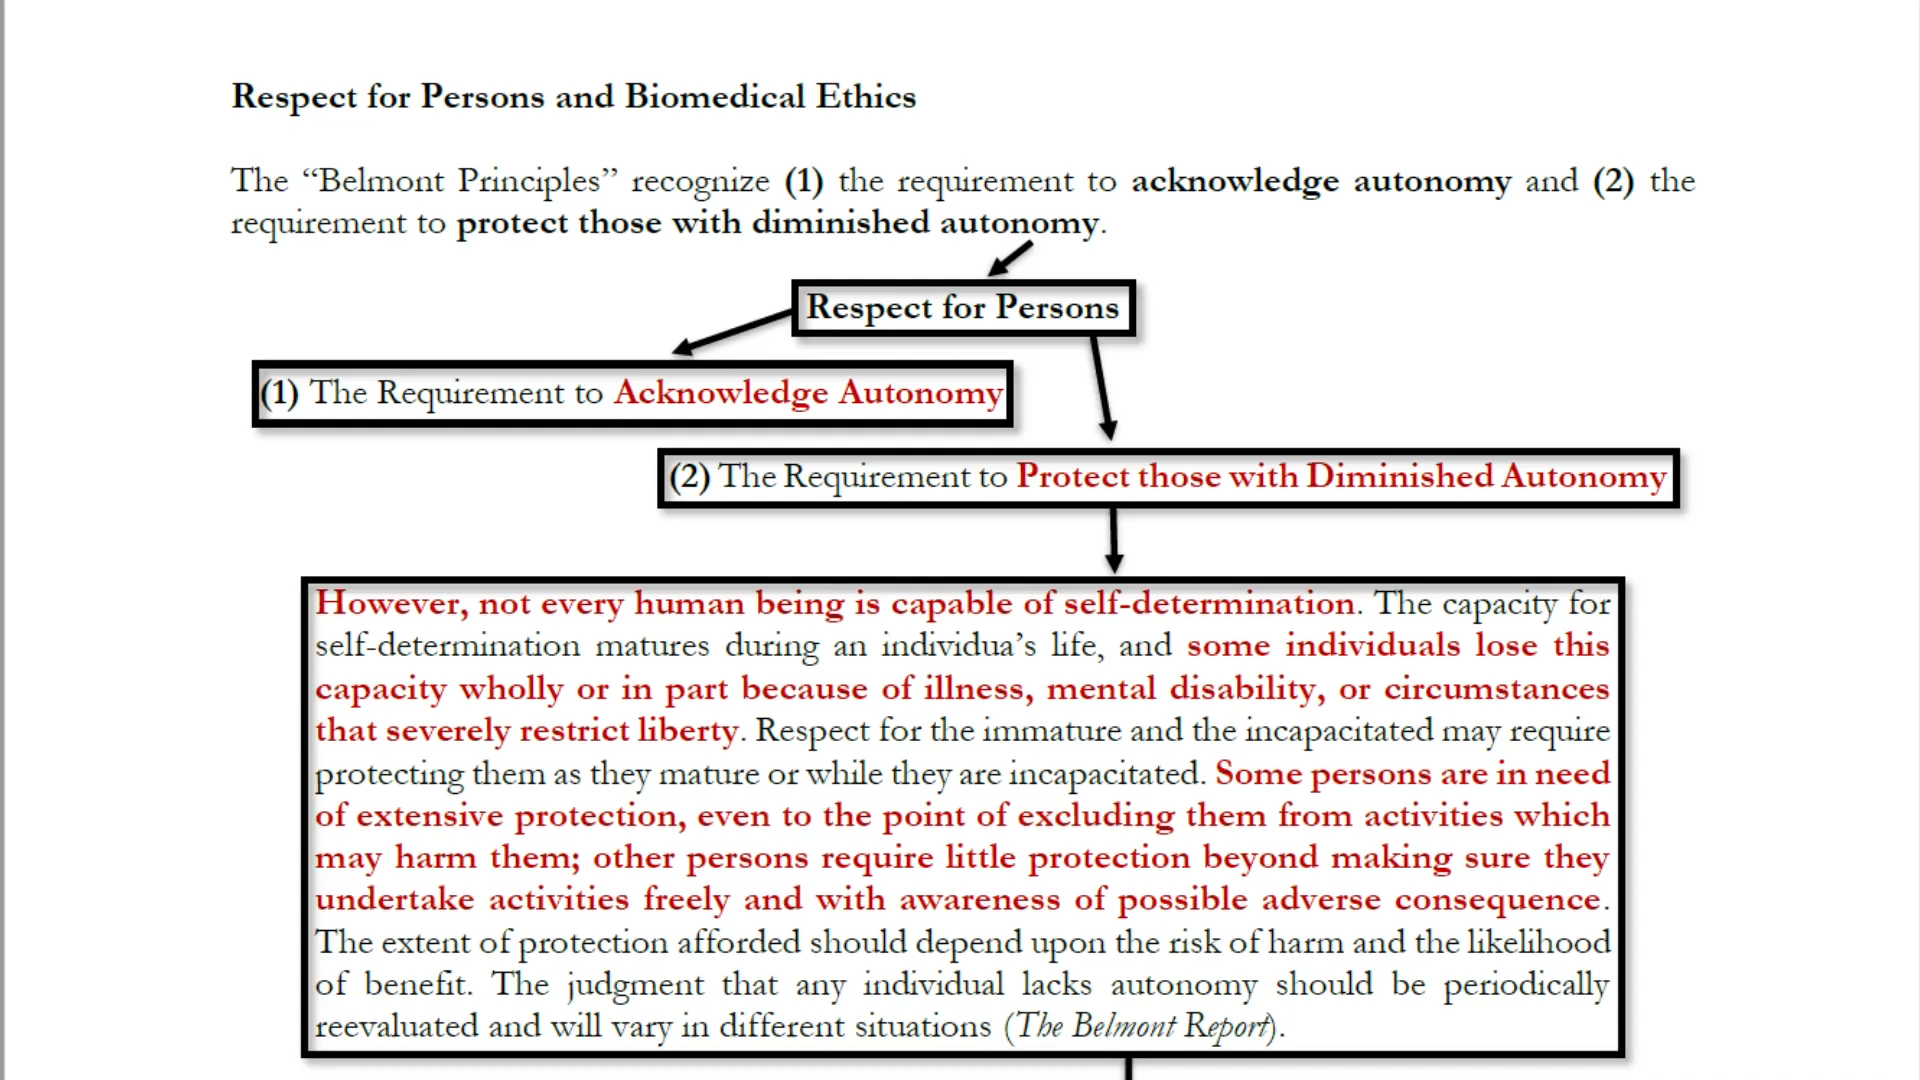 Respect for Persons and Biomedical Ethics
The “Belmont Principles” recognize (1) the requirement to acknowledge autonomy and (2) the
requirement to protect those with diminished autonomy.
Respect for Persons
(1) The Requirement to Acknowledge Autonomy
(2) The Requirement to Protect those with Diminished Autonomy
However, not every human being is capable of self-determination. The capacity for
self-determination matures during an individua’s life, and some individuals lose this
capacity wholly or in part because of illness, mental disability, or circumstances
that severely restrict liberty. Respect for the immature and the incapacitated may require
protecting them as they mature or while they are incapacitated. Some persons are in need
of extensive protection, even to the point of excluding them from activities which
may harm them; other persons require little protection beyond making sure they
undertake activities freely and with awareness of possible adverse consequence.
The extent of protection afforded should depend upon the risk of harm and the likelihood
of benefit. The judgment that any individual lacks autonomy should be periodically
reevaluated and will vary in different situations (The Belmont Report).